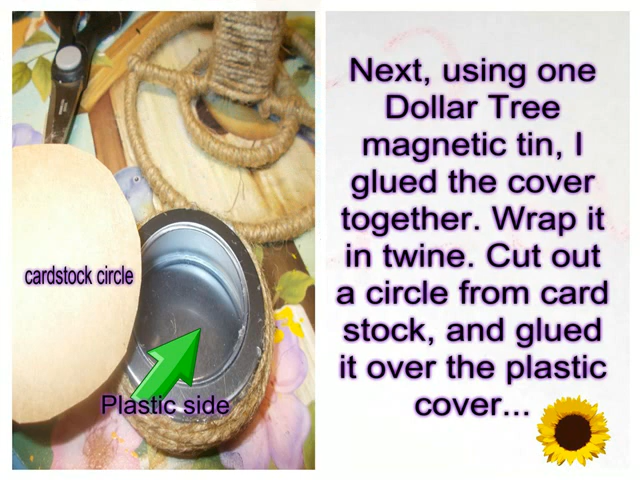 cardstock circle
Plastic side
Next, using one
Dollar Tree
magnetic tin, I
glued the cover
together. Wrap it
in twine. Cut out
a circle from card
stock, and glued
it over the plastic
cover...